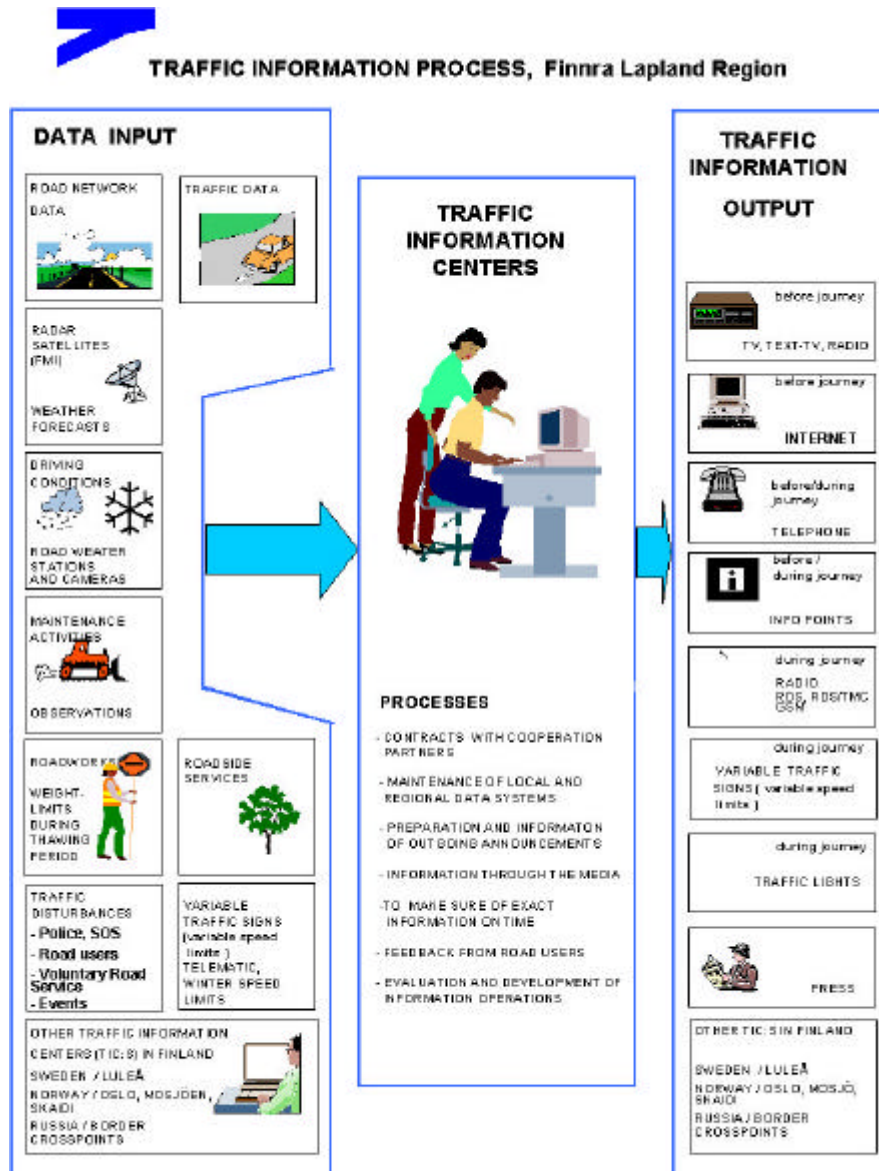 TRAFFIC INFORMATION PROCESS, Finnra Lapland Region
DATA INPUT
ROAD NETWORK
DATA
TRAFFIC DATA
RADAR
SATELLITES
(FMI)
WEATHER
FORECASTS
DRIVING
CONDITIONS
ROAD WEATER
STATIONS
AND CAMERAS
MAINTENANCE
ACTIVITIES
OBSERVATIONS
ROADWORKS
WEIGHT-
LIMITS
DURING
THAWING
PERIOD
ROADSIDE
SERVICES
TRAFFIC
DISTURBANCES
- Police, SOS
- Road users
- Voluntary Road
Service
- Events
VARIABLE
TRAFFIC SIGNS
(variable speed
limits )
TELEMATIC,
WINTER SPEED
LIMITS
OTHER TRAFFIC INFORMATION
CENTERS (TIC:S) IN FINLAND
SWEDEN / LULEÅ
NORWAY / OSLO, MOSJÖEN,
SKAIDI
RUSSIA / BORDER
CROSSPOINTS
TRAFFIC
INFORMATION
CENTERS
PROCESSES
- CONTRACTS WITH COOPERATION
PARTNERS
- MAINTENANCE OF LOCAL AND
REGIONAL DATA SYSTEMS
- PREPARATION AND INFORMATON
OF OUTGOING ANNOUNCEMENTS
- INFORMATION THROUGH THE MEDIA
-TO MAKE SURE OF EXACT
INFORMATION ON TIME
- FEEDBACK FROM ROAD USERS
- EVALUATION AND DEVELOPMENT OF
INFORMATION OPERATIONS
TRAFFIC
INFORMATION
OUTPUT
before journey
TV, TEXT-TV, RADIO
before journey
INTERNET
before/during
journey
TELEPHONE
before /
during journey
i
INFO POINTS
during journey
RADIO
RDS, RDS/TMC
GSM
during journey
VARIABLE TRAFFIC
SIGNS ( variable speed
limits )
during journey
TRAFFIC LIGHTS
PRESS
OTHER TIC:S IN FINLAND
SWEDEN / LULEÅ
NORWAY / OSLO, MOSJÖ,
SKAIDI
RUSSIA / BORDER
CROSSPOINTS